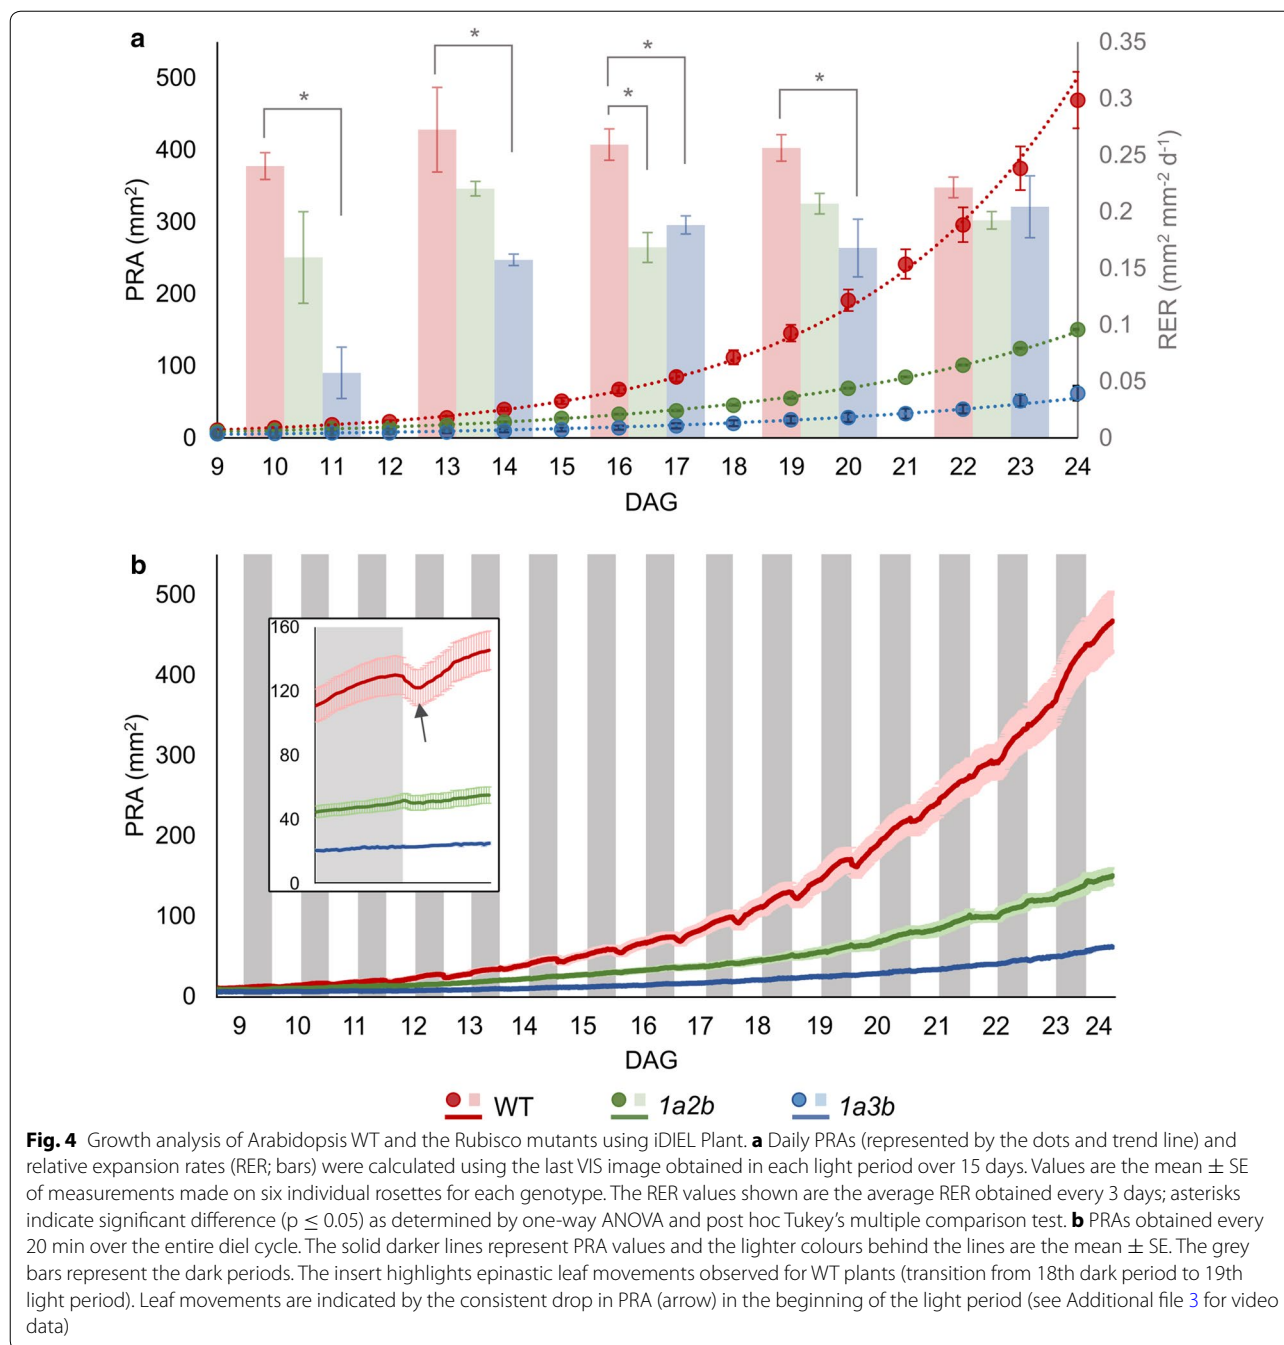 a
500
400
300
200
100
0
PRA (mm²)
*
*
*
*
*
0.35
0.3
0.25
0.2
0.15
0.1
0.05
0
RER (mm² mm⁻² d⁻¹)
9 10 11 12 13 14 15 16 17 18 19 20 21 22 23 24
DAG
b
500
400
300
200
100
0
PRA (mm²)
160
120
80
40
0
9 10 11 12 13 14 15 16 17 18 19 20 21 22 23 24
DAG
WT 1a2b 1a3b
Fig. 4 Growth analysis of Arabidopsis WT and the Rubisco mutants using iDIEL Plant. a Daily PRAs (represented by the dots and trend line) and
relative expansion rates (RER; bars) were calculated using the last VIS image obtained in each light period over 15 days. Values are the mean ± SE
of measurements made on six individual rosettes for each genotype. The RER values shown are the average RER obtained every 3 days; asterisks
indicate significant difference (p ≤ 0.05) as determined by one-way ANOVA and post hoc Tukey's multiple comparison test. b PRAs obtained every
20 min over the entire diel cycle. The solid darker lines represent PRA values and the lighter colours behind the lines are the mean ± SE. The grey
bars represent the dark periods. The insert highlights epinastic leaf movements observed for WT plants (transition from 18th dark period to 19th
light period). Leaf movements are indicated by the consistent drop in PRA (arrow) in the beginning of the light period (see Additional file 3 for video
data)